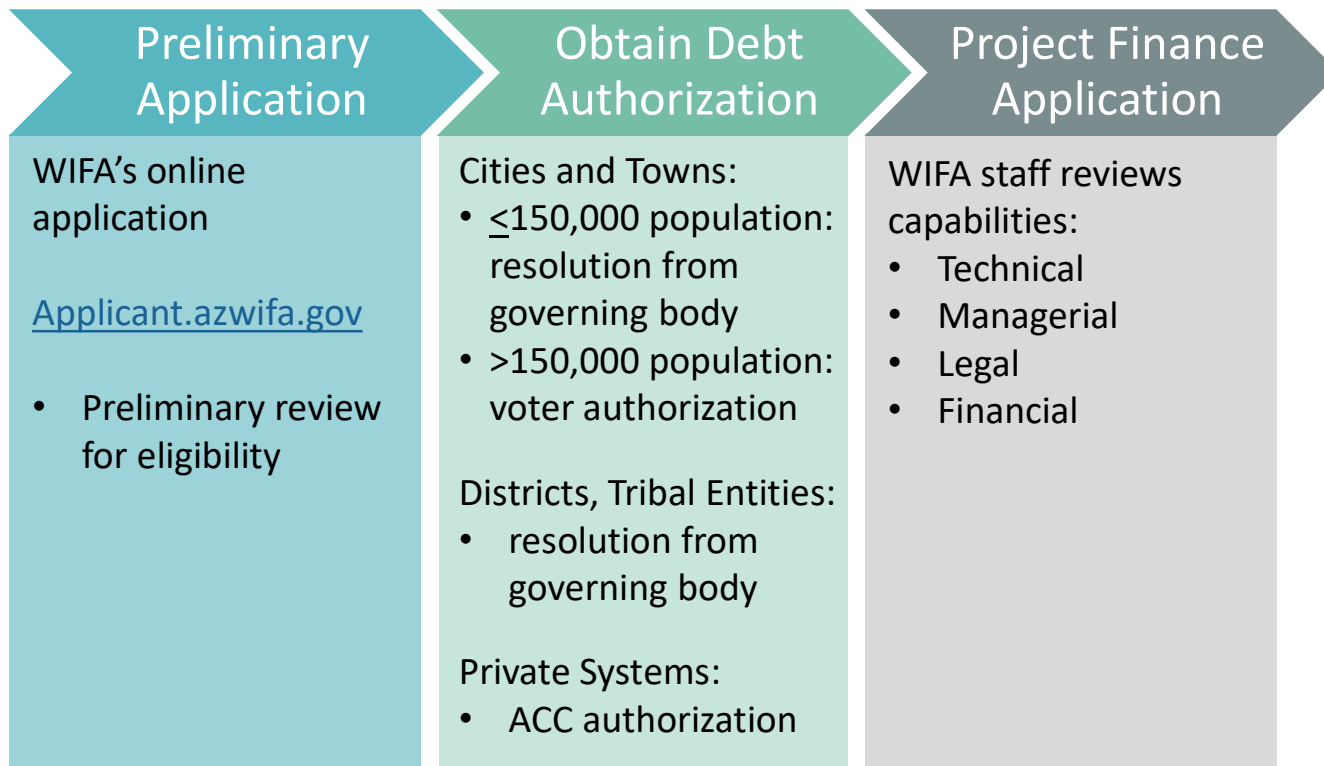 Preliminary
Application
WIFA's online
application
Applicant.azwifa.gov
• Preliminary review
for eligibility
Obtain Debt
Authorization
Cities and Towns:
• <150,000 population:
resolution from
governing body
• >150,000 population:
voter authorization
Districts, Tribal Entities:
• resolution from
governing body
Private Systems:
• ACC authorization
Project Finance
Application
WIFA staff reviews
capabilities:
• Technical
• Managerial
• Legal
• Financial